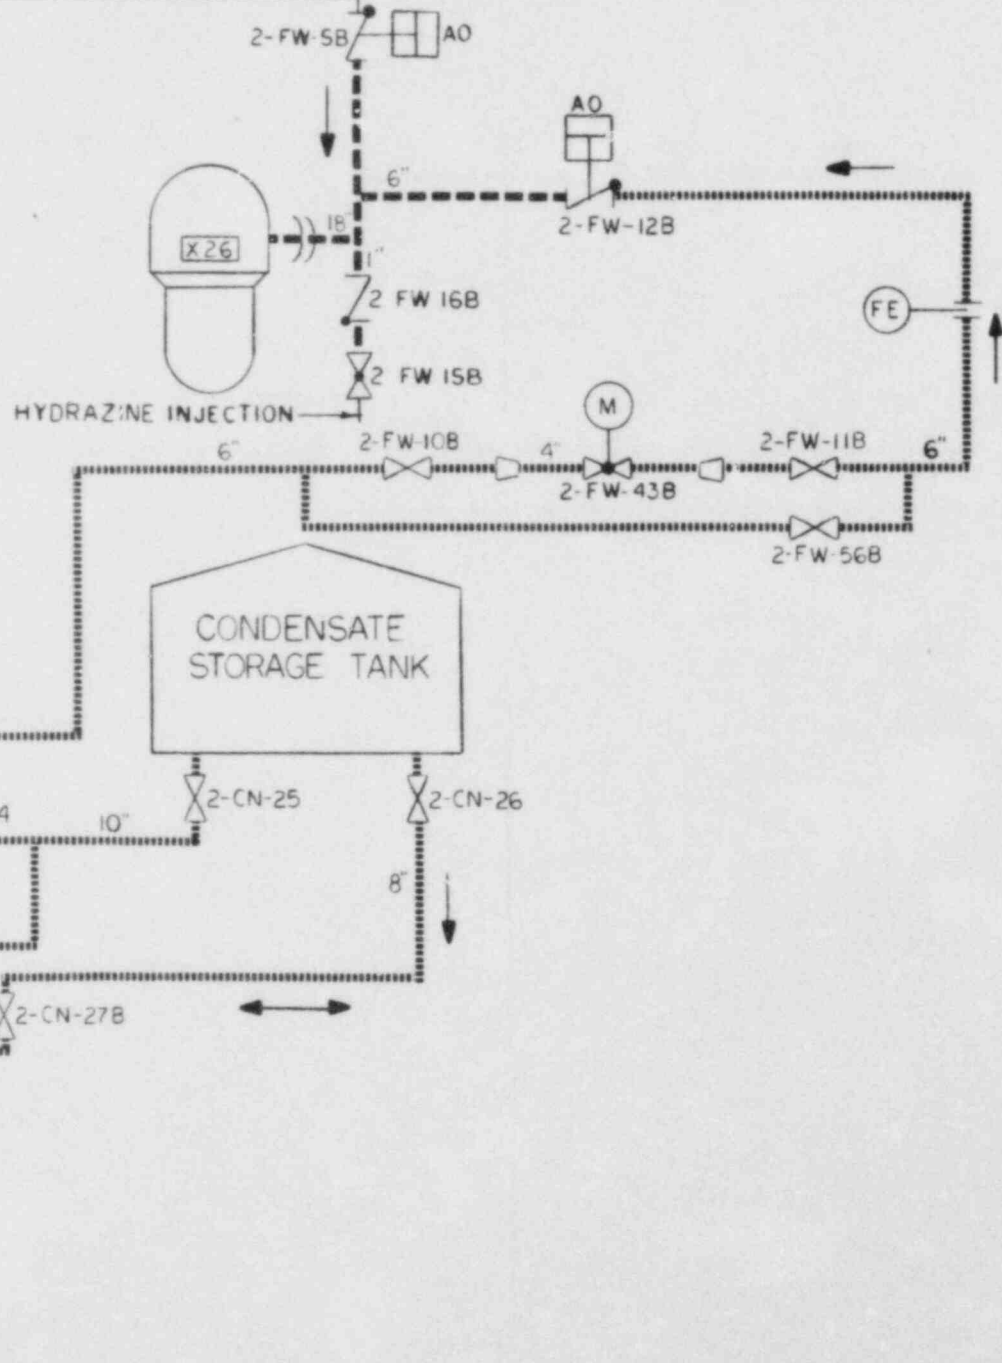 2-FW-5B
AO
AO
6"
2-FW-12B
18"
X26
1"
2 FW 16B
FE
2 FW 15B
M
HYDRAZINE INJECTION
2-FW-10B
2-FW-11B
6"
4"
6"
2-FW-43B
2-FW-56B
CONDENSATE
STORAGE TANK
2-CN-25
2-CN-26
4
10"
8"
2-CN-27B